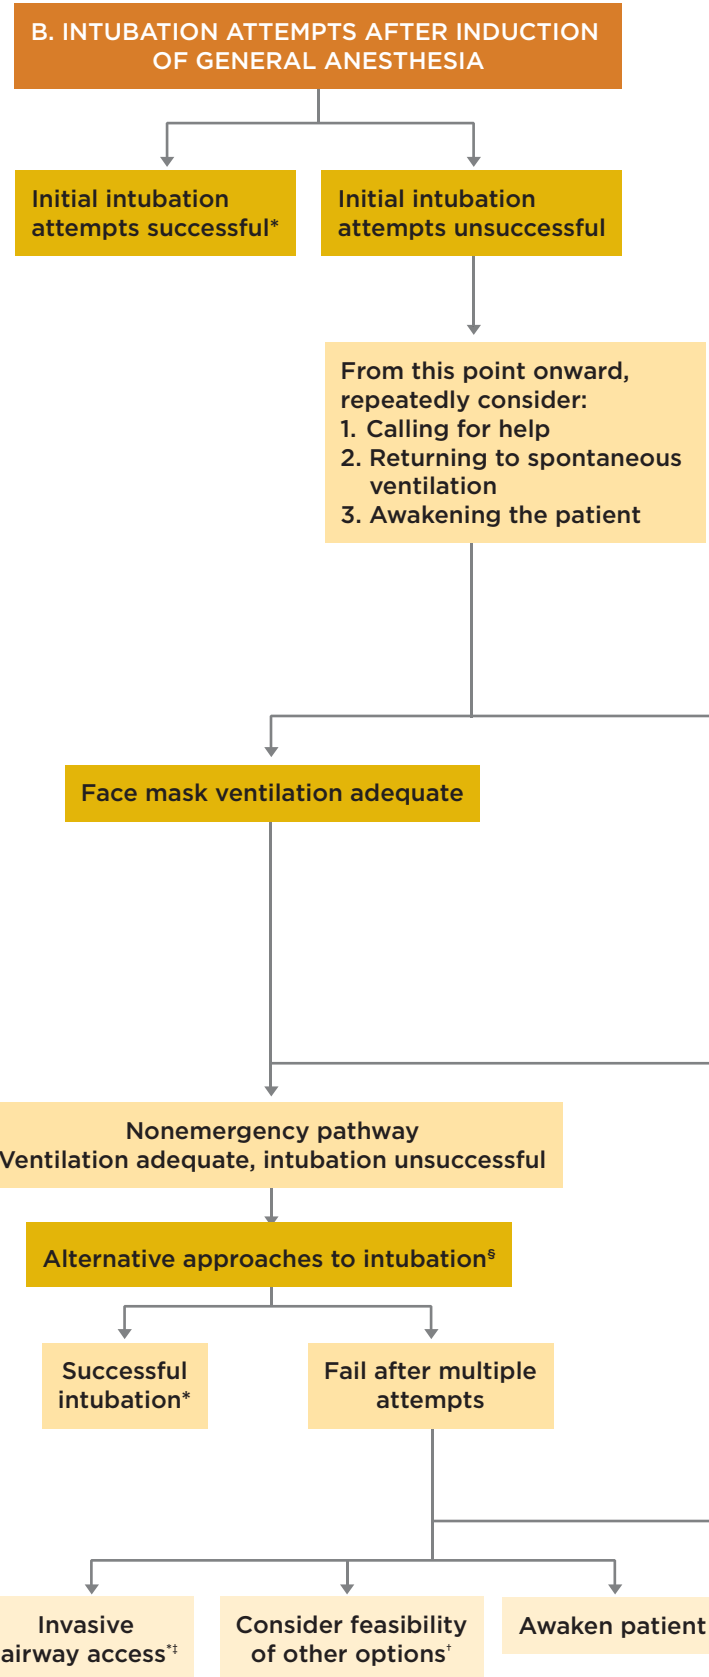 B. INTUBATION ATTEMPTS AFTER INDUCTION
OF GENERAL ANESTHESIA
Initial intubation
attempts successful*
Initial intubation
attempts unsuccessful
From this point onward,
repeatedly consider:
1. Calling for help
2. Returning to spontaneous
ventilation
3. Awakening the patient
Face mask ventilation adequate
Nonemergency pathway
Ventilation adequate, intubation unsuccessful
Alternative approaches to intubation§
Successful
intubation*
Fail after multiple
attempts
Invasive
airway access*‡
Consider feasibility
of other options†
Awaken patient